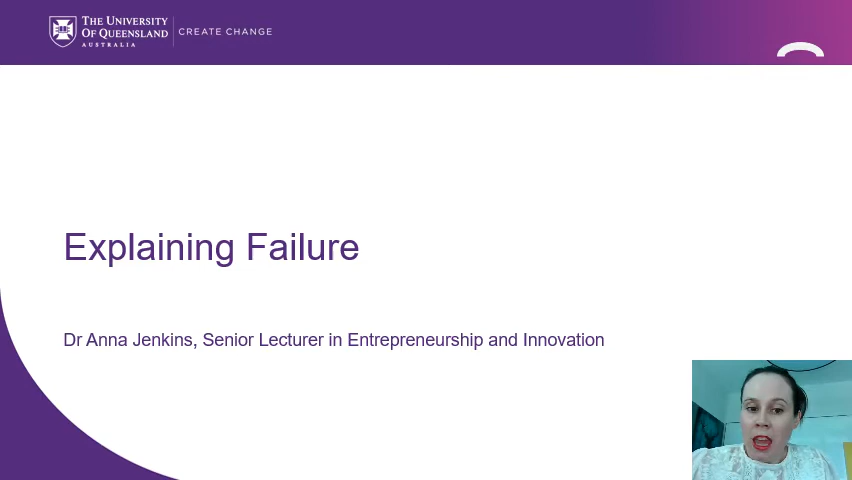 THE UNIVERSITY
OF QUEENSLAND
AUSTRALIA
CREATE CHANGE
Explaining Failure
Dr Anna Jenkins, Senior Lecturer in Entrepreneurship and Innovation